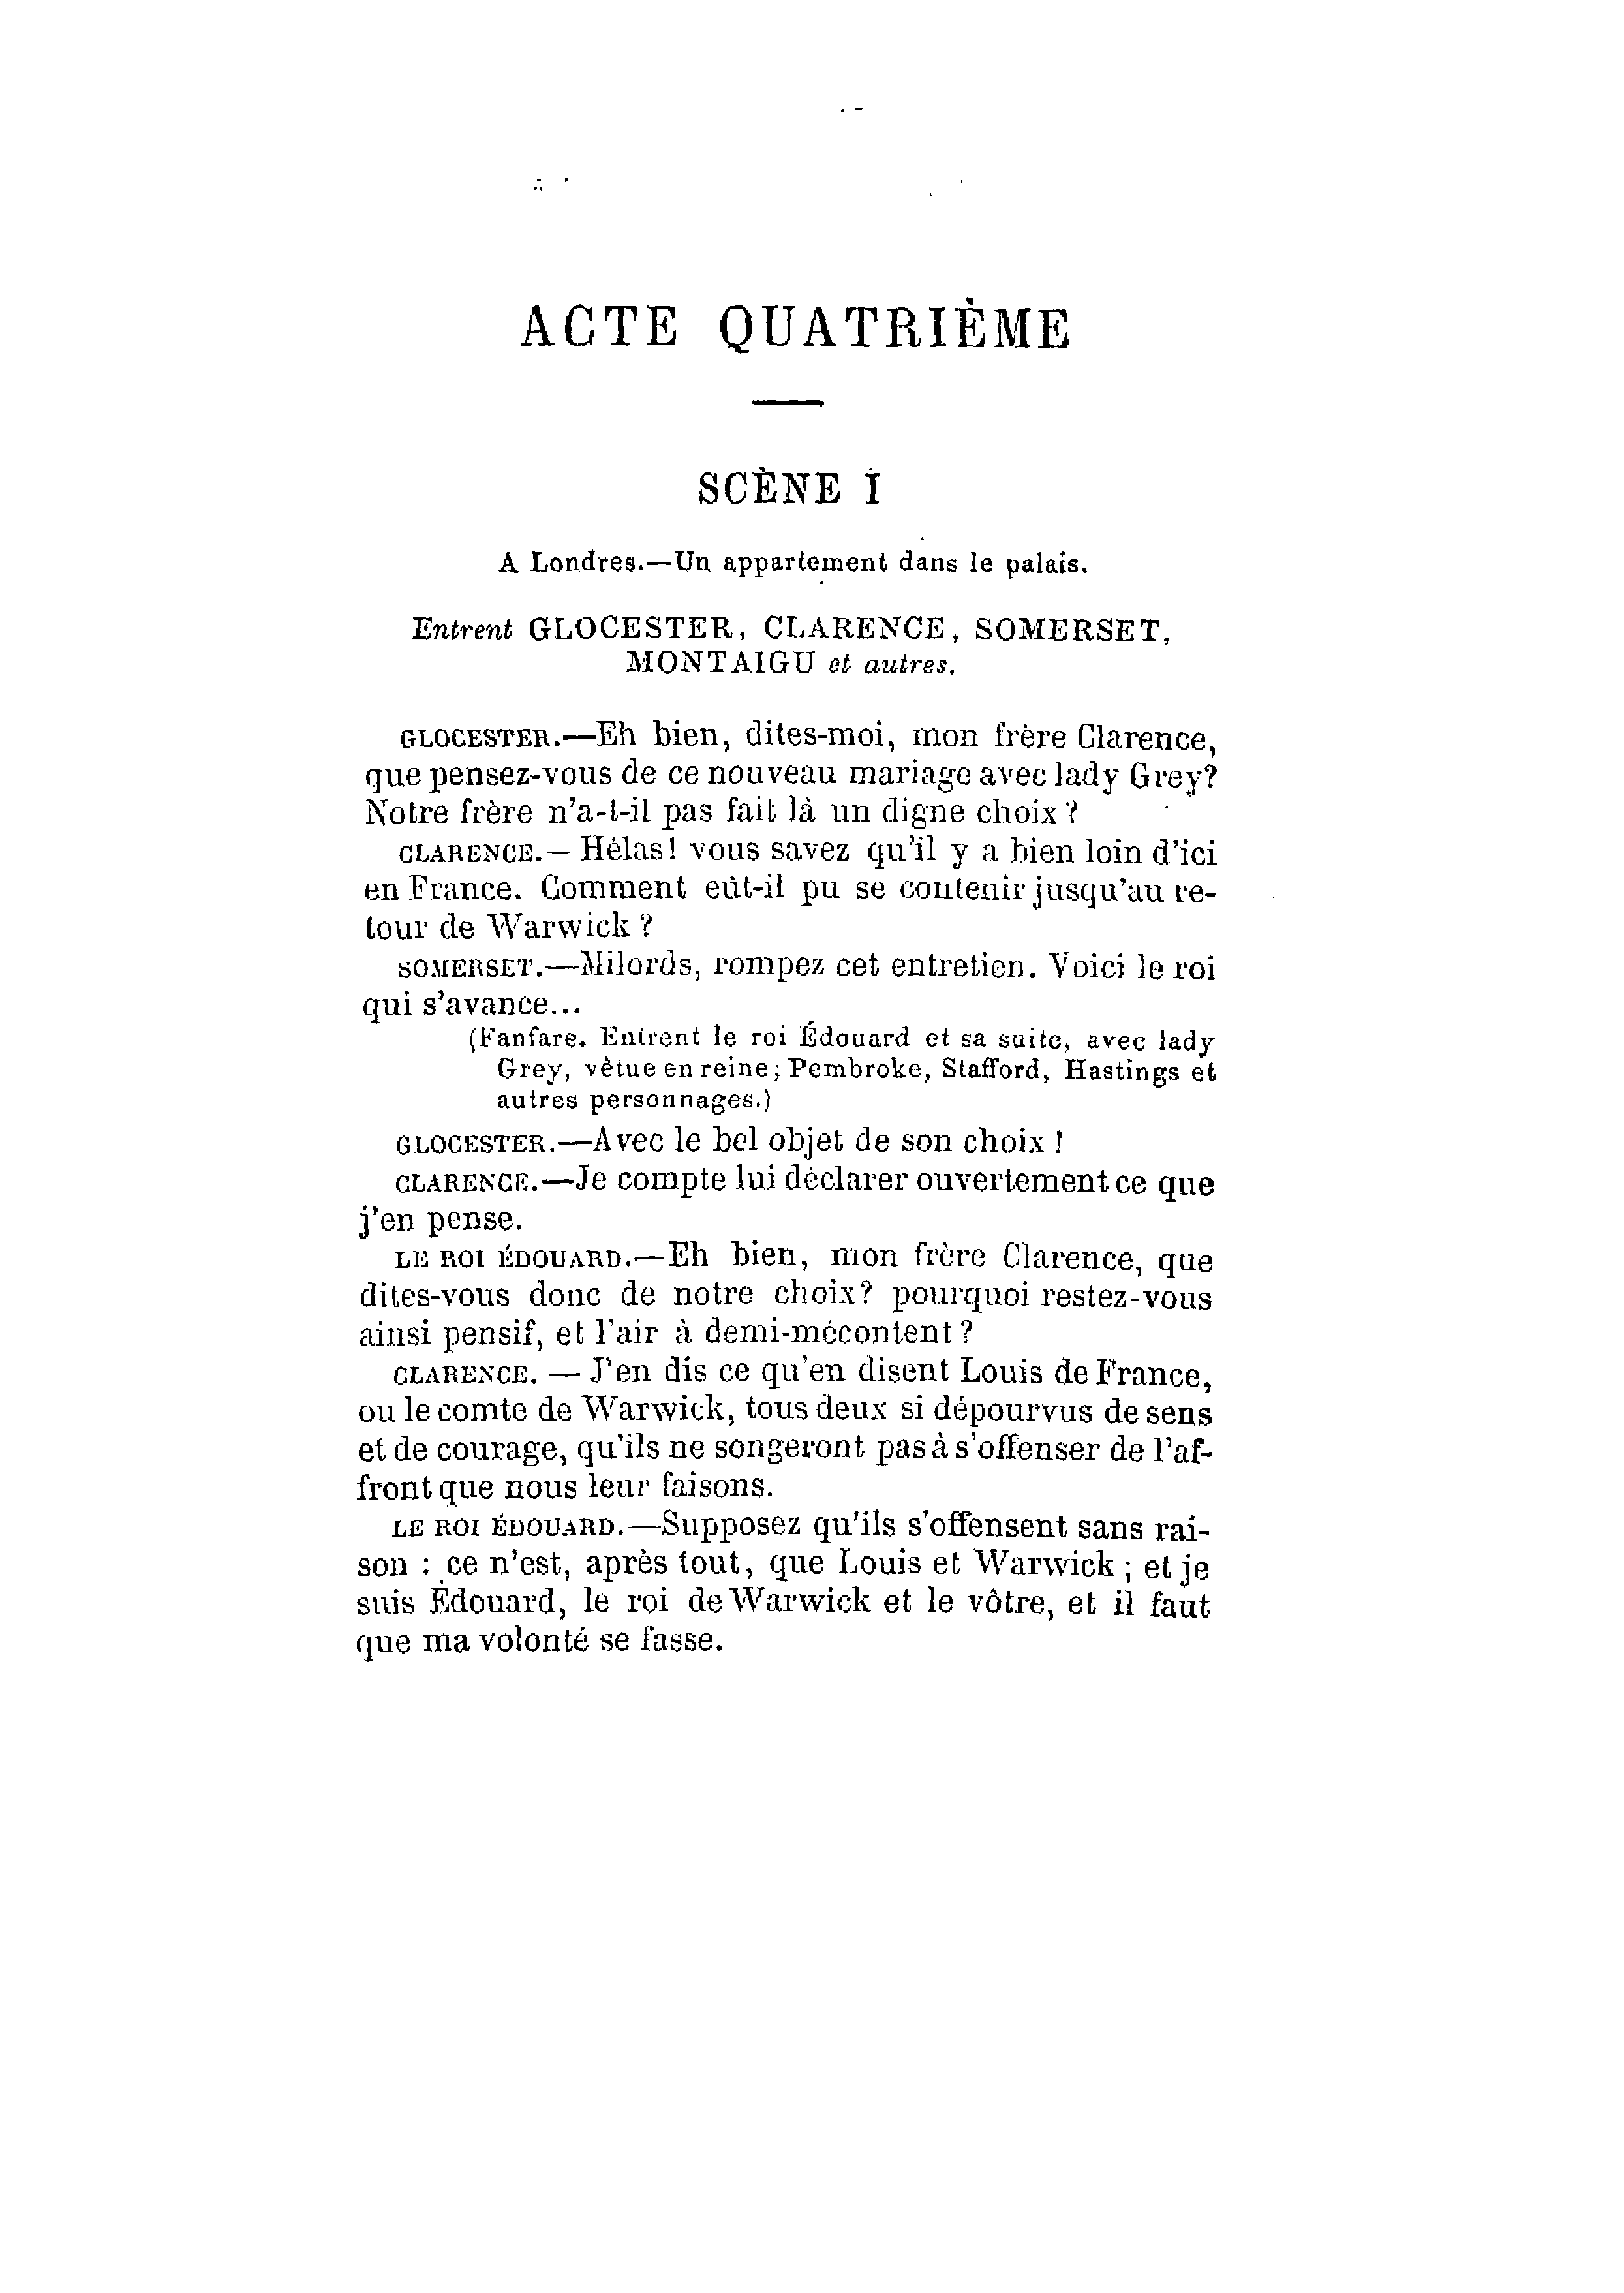 ACTE QUATRIÈME
SCÈNE I
A Londres.—Un appartement dans le palais.
Entrent GLOCESTER, CLARENCE, SOMERSET,
MONTAIGU et autres.
GLOCESTER.—Eh bien, dites-moi, mon frère Clarence,
que pensez-vous de ce nouveau mariage avec lady Grey?
Notre frère n'a-t-il pas fait là un digne choix?
CLARENCE.—Hélas! vous savez qu'il y a bien loin d'ici
en France. Comment eût-il pu se contenir jusqu'au re-
tour de Warwick?
SOMERSET.—Milords, rompez cet entretien. Voici le roi
qui s'avance...
(Fanfare. Entrent le roi Édouard et sa suite, avec lady
Grey, vêtue en reine; Pembroke, Stafford, Hastings et
autres personnages.)
GLOCESTER.—Avec le bel objet de son choix!
CLARENCE.—Je compte lui déclarer ouvertement ce que
j'en pense.
LE ROI ÉDOUARD.—Eh bien, mon frère Clarence, que
dites-vous donc de notre choix? pourquoi restez-vous
ainsi pensif, et l'air à demi-mécontent?
CLARENCE. — J'en dis ce qu'en disent Louis de France,
ou le comte de Warwick, tous deux si dépourvus de sens
et de courage, qu'ils ne songeront pas à s'offenser de l'af-
front que nous leur faisons.
LE ROI ÉDOUARD.—Supposez qu'ils s'offensent sans rai-
son : ce n'est, après tout, que Louis et Warwick ; et je
suis Édouard, le roi de Warwick et le vôtre, et il faut
que ma volonté se fasse.